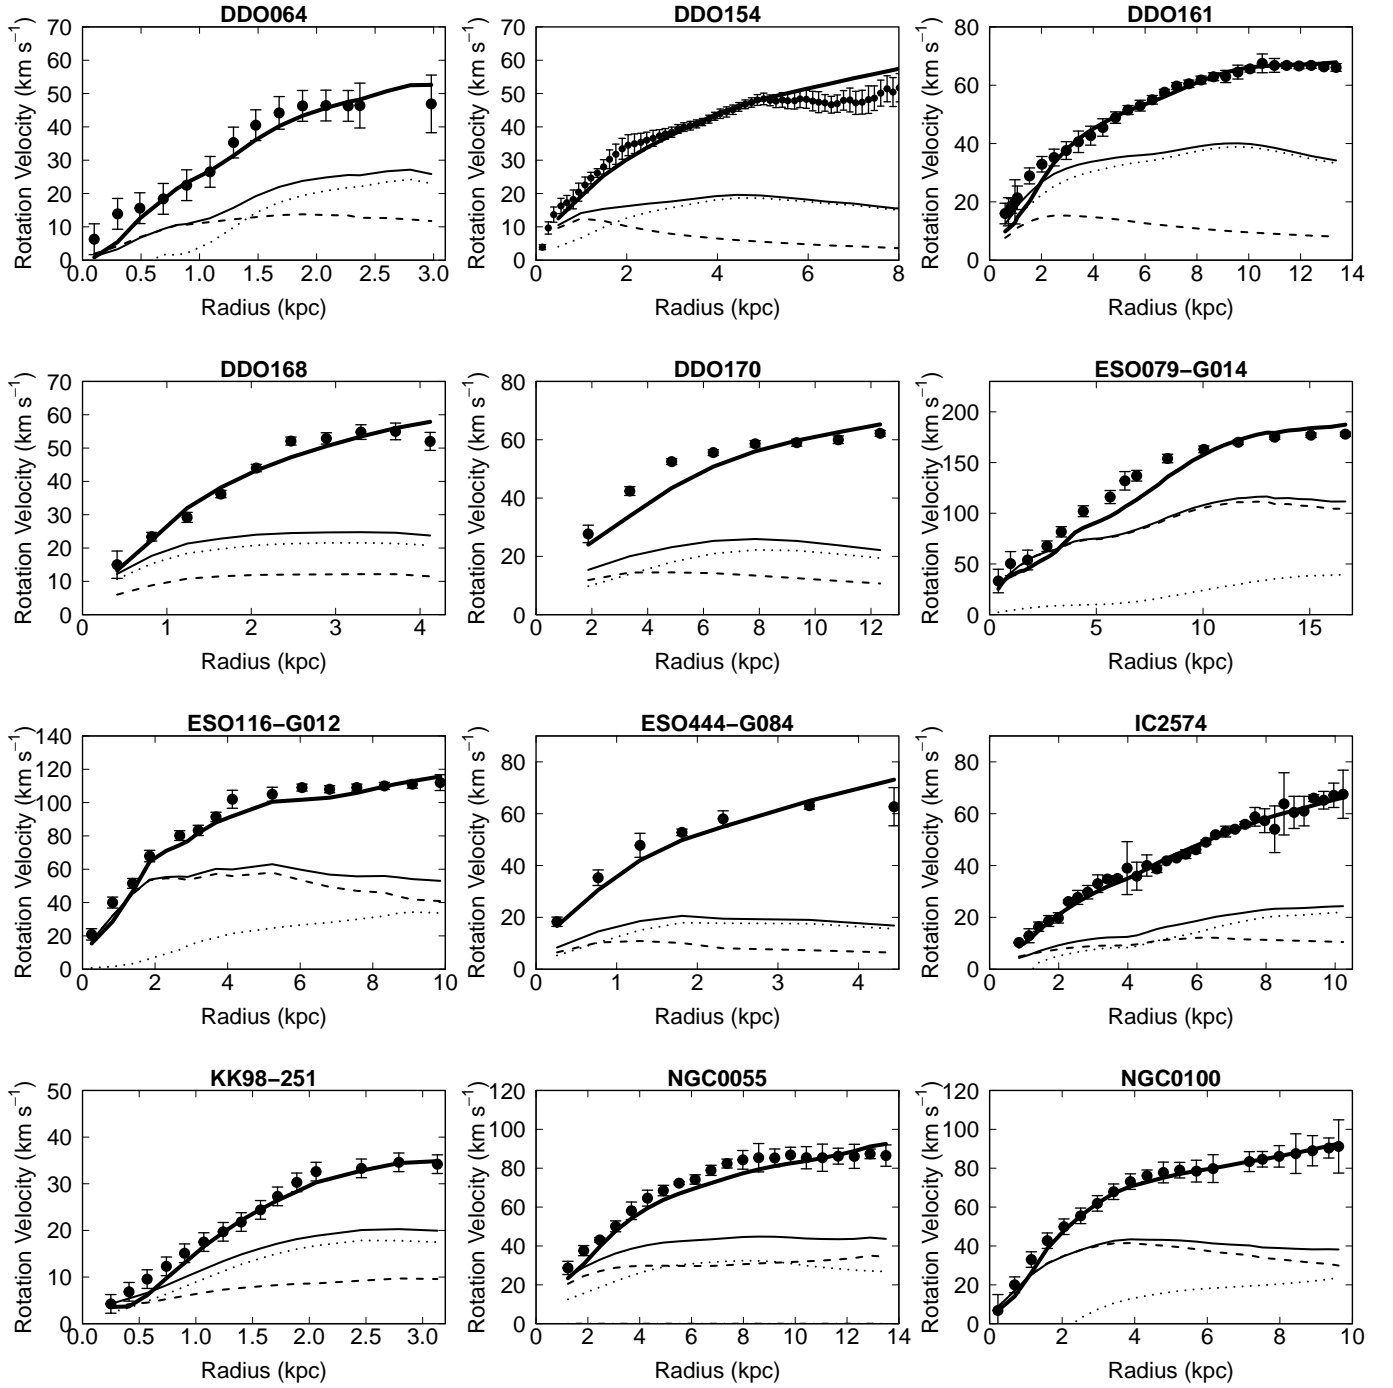 DDO064
DDO154
DDO161
Rotation Velocity (km s⁻¹)
0 10 20 30 40 50 60 70
0.0 0.5 1.0 1.5 2.0 2.5 3.0
Radius (kpc)
Rotation Velocity (km s⁻¹)
0 10 20 30 40 50 60 70
2 4 6 8
Radius (kpc)
Rotation Velocity (km s⁻¹)
0 20 40 60 80
0 2 4 6 8 10 12 14
Radius (kpc)
DDO168
DDO170
ESO079−G014
Rotation Velocity (km s⁻¹)
0 10 20 30 40 50 60 70
0 1 2 3 4
Radius (kpc)
Rotation Velocity (km s⁻¹)
0 20 40 60 80
0 2 4 6 8 10 12
Radius (kpc)
Rotation Velocity (km s⁻¹)
0 50 100 150 200
0 5 10 15
Radius (kpc)
ESO116−G012
ESO444−G084
IC2574
Rotation Velocity (km s⁻¹)
0 20 40 60 80 100 120 140
0 2 4 6 8 10
Radius (kpc)
Rotation Velocity (km s⁻¹)
0 20 40 60 80
0 1 2 3 4
Radius (kpc)
Rotation Velocity (km s⁻¹)
0 20 40 60 80
0 2 4 6 8 10
Radius (kpc)
KK98−251
NGC0055
NGC0100
Rotation Velocity (km s⁻¹)
0 10 20 30 40 50
0.0 0.5 1.0 1.5 2.0 2.5 3.0
Radius (kpc)
Rotation Velocity (km s⁻¹)
0 20 40 60 80 100 120
0 2 4 6 8 10 12 14
Radius (kpc)
Rotation Velocity (km s⁻¹)
0 20 40 60 80 100 120
0 2 4 6 8 10
Radius (kpc)